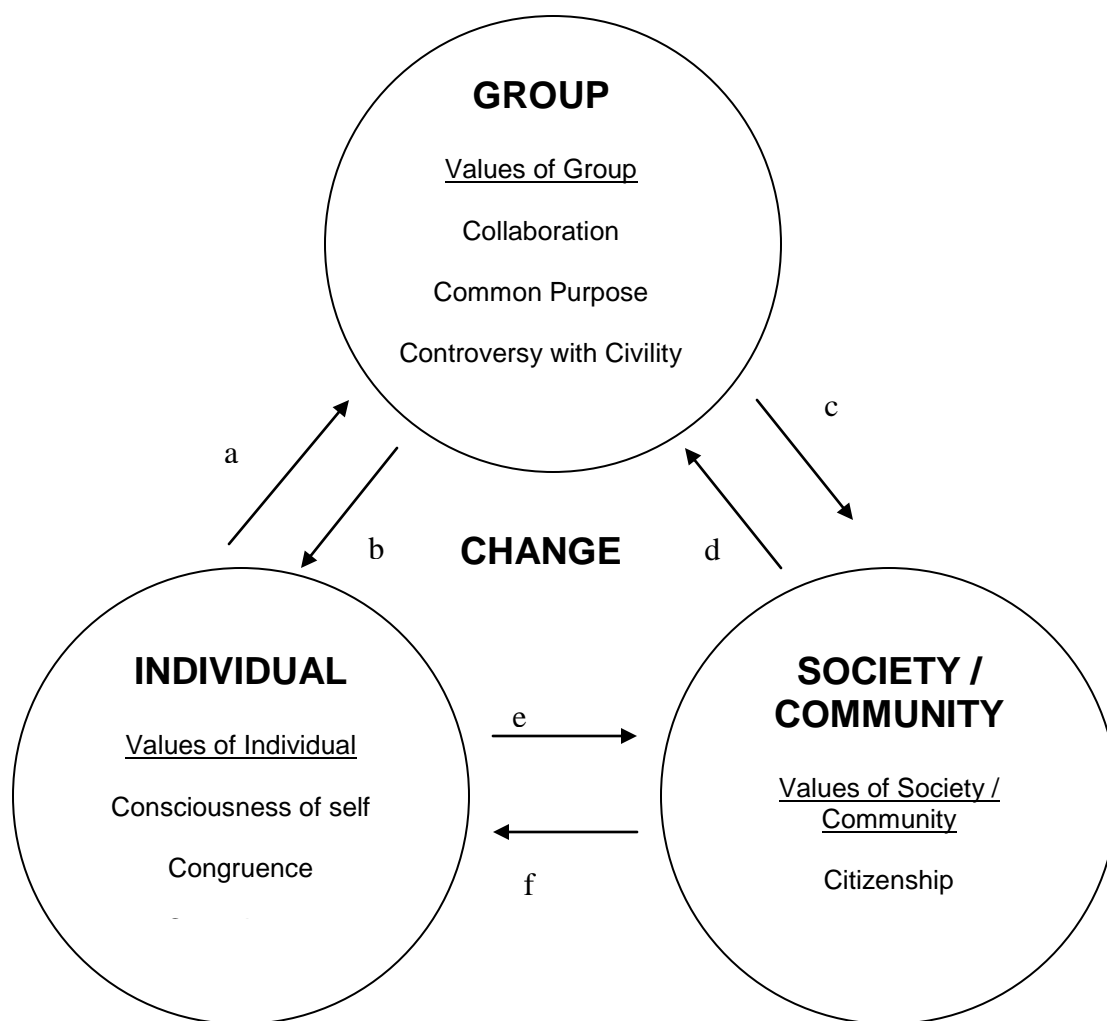 GROUP
Values of Group
Collaboration
Common Purpose
Controversy with Civility
a
c
b
CHANGE
d
INDIVIDUAL
Values of Individual
Consciousness of self
Congruence
e
f
SOCIETY /
COMMUNITY
Values of Society /
Community
Citizenship